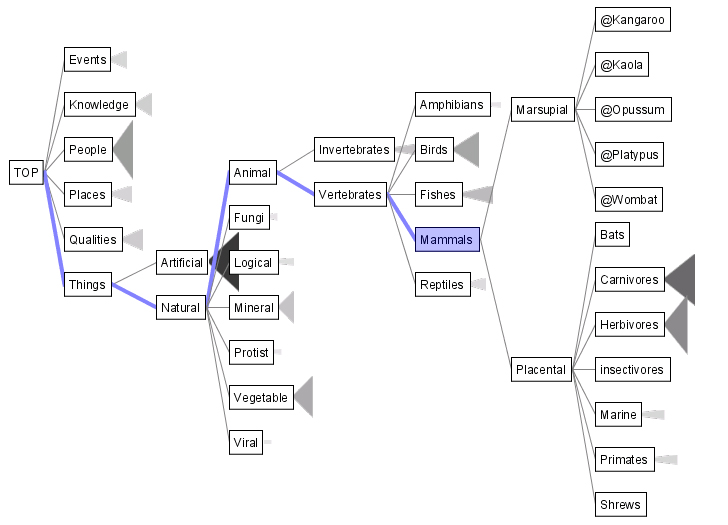 TOP
Events
Knowledge
People
Places
Qualities
Things
Artificial
Natural
Animal
Fungi
Logical
Mineral
Protist
Vegetable
Viral
Invertebrates
Vertebrates
Amphibians
Birds
Fishes
Mammals
Reptiles
Marsupial
Placental
@Kangaroo
@Kaola
@Opussum
@Platypus
@Wombat
Bats
Carnivores
Herbivores
insectivores
Marine
Primates
Shrews